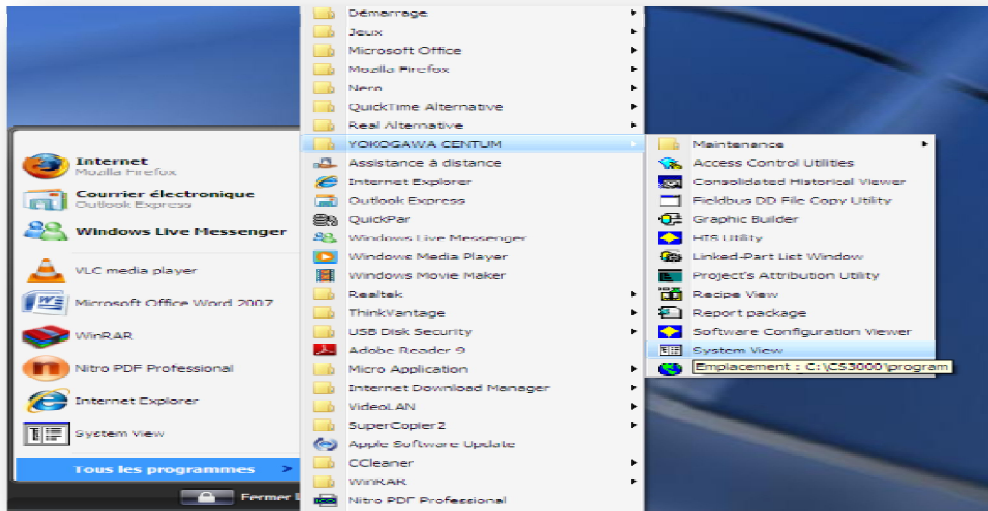 Internet
Mozilla Firefox
Courrier électronique
Outlook Express
Windows Live Messenger
VLC media player
Microsoft Office Word 2007
WinRAR
Nitro PDF Professional
Internet Explorer
System View
Tous les programmes
Fermer
Démarrage
Jeux
Microsoft Office
Mozilla Firefox
Nero
QuickTime Alternative
Real Alternative
YOKOGAWA CENTUM
Assistance à distance
Internet Explorer
Outlook Express
QuickPar
Windows Live Messenger
Windows Media Player
Windows Movie Maker
Realtek
ThinkVantage
USB Disk Security
Adobe Reader 9
Micro Application
Internet Download Manager
VideoLAN
SuperCopier2
Apple Software Update
CCleaner
WinRAR
Nitro PDF Professional
Maintenance
Access Control Utilities
Consolidated Historical Viewer
Fieldbus DD File Copy Utility
Graphic Builder
HIS Utility
Linked-Part List Window
Project's Attribution Utility
Recipe View
Report package
Software Configuration Viewer
System View
Emplacement : C:\CS3000\program